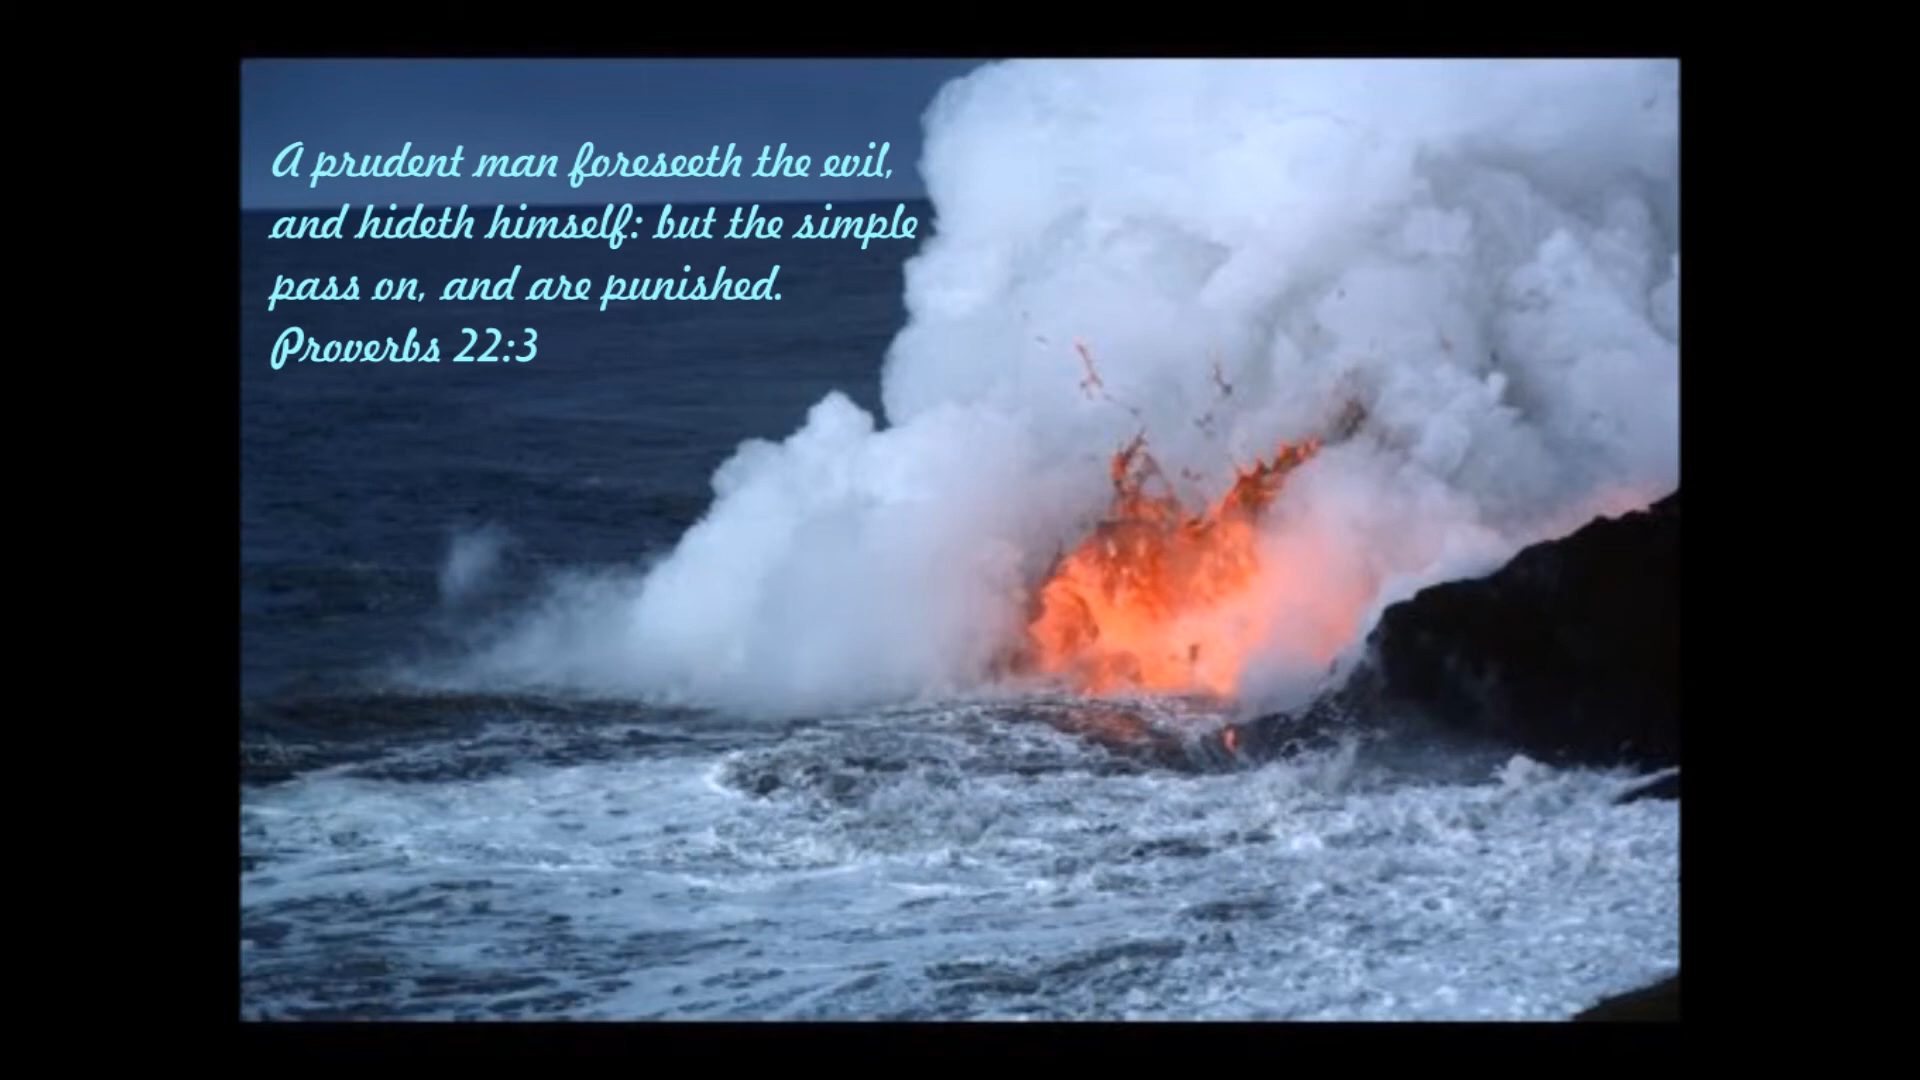 A prudent man foreseeth the evil,
and hideth himself: but the simple
pass on, and are punished.
Proverbs 22:3